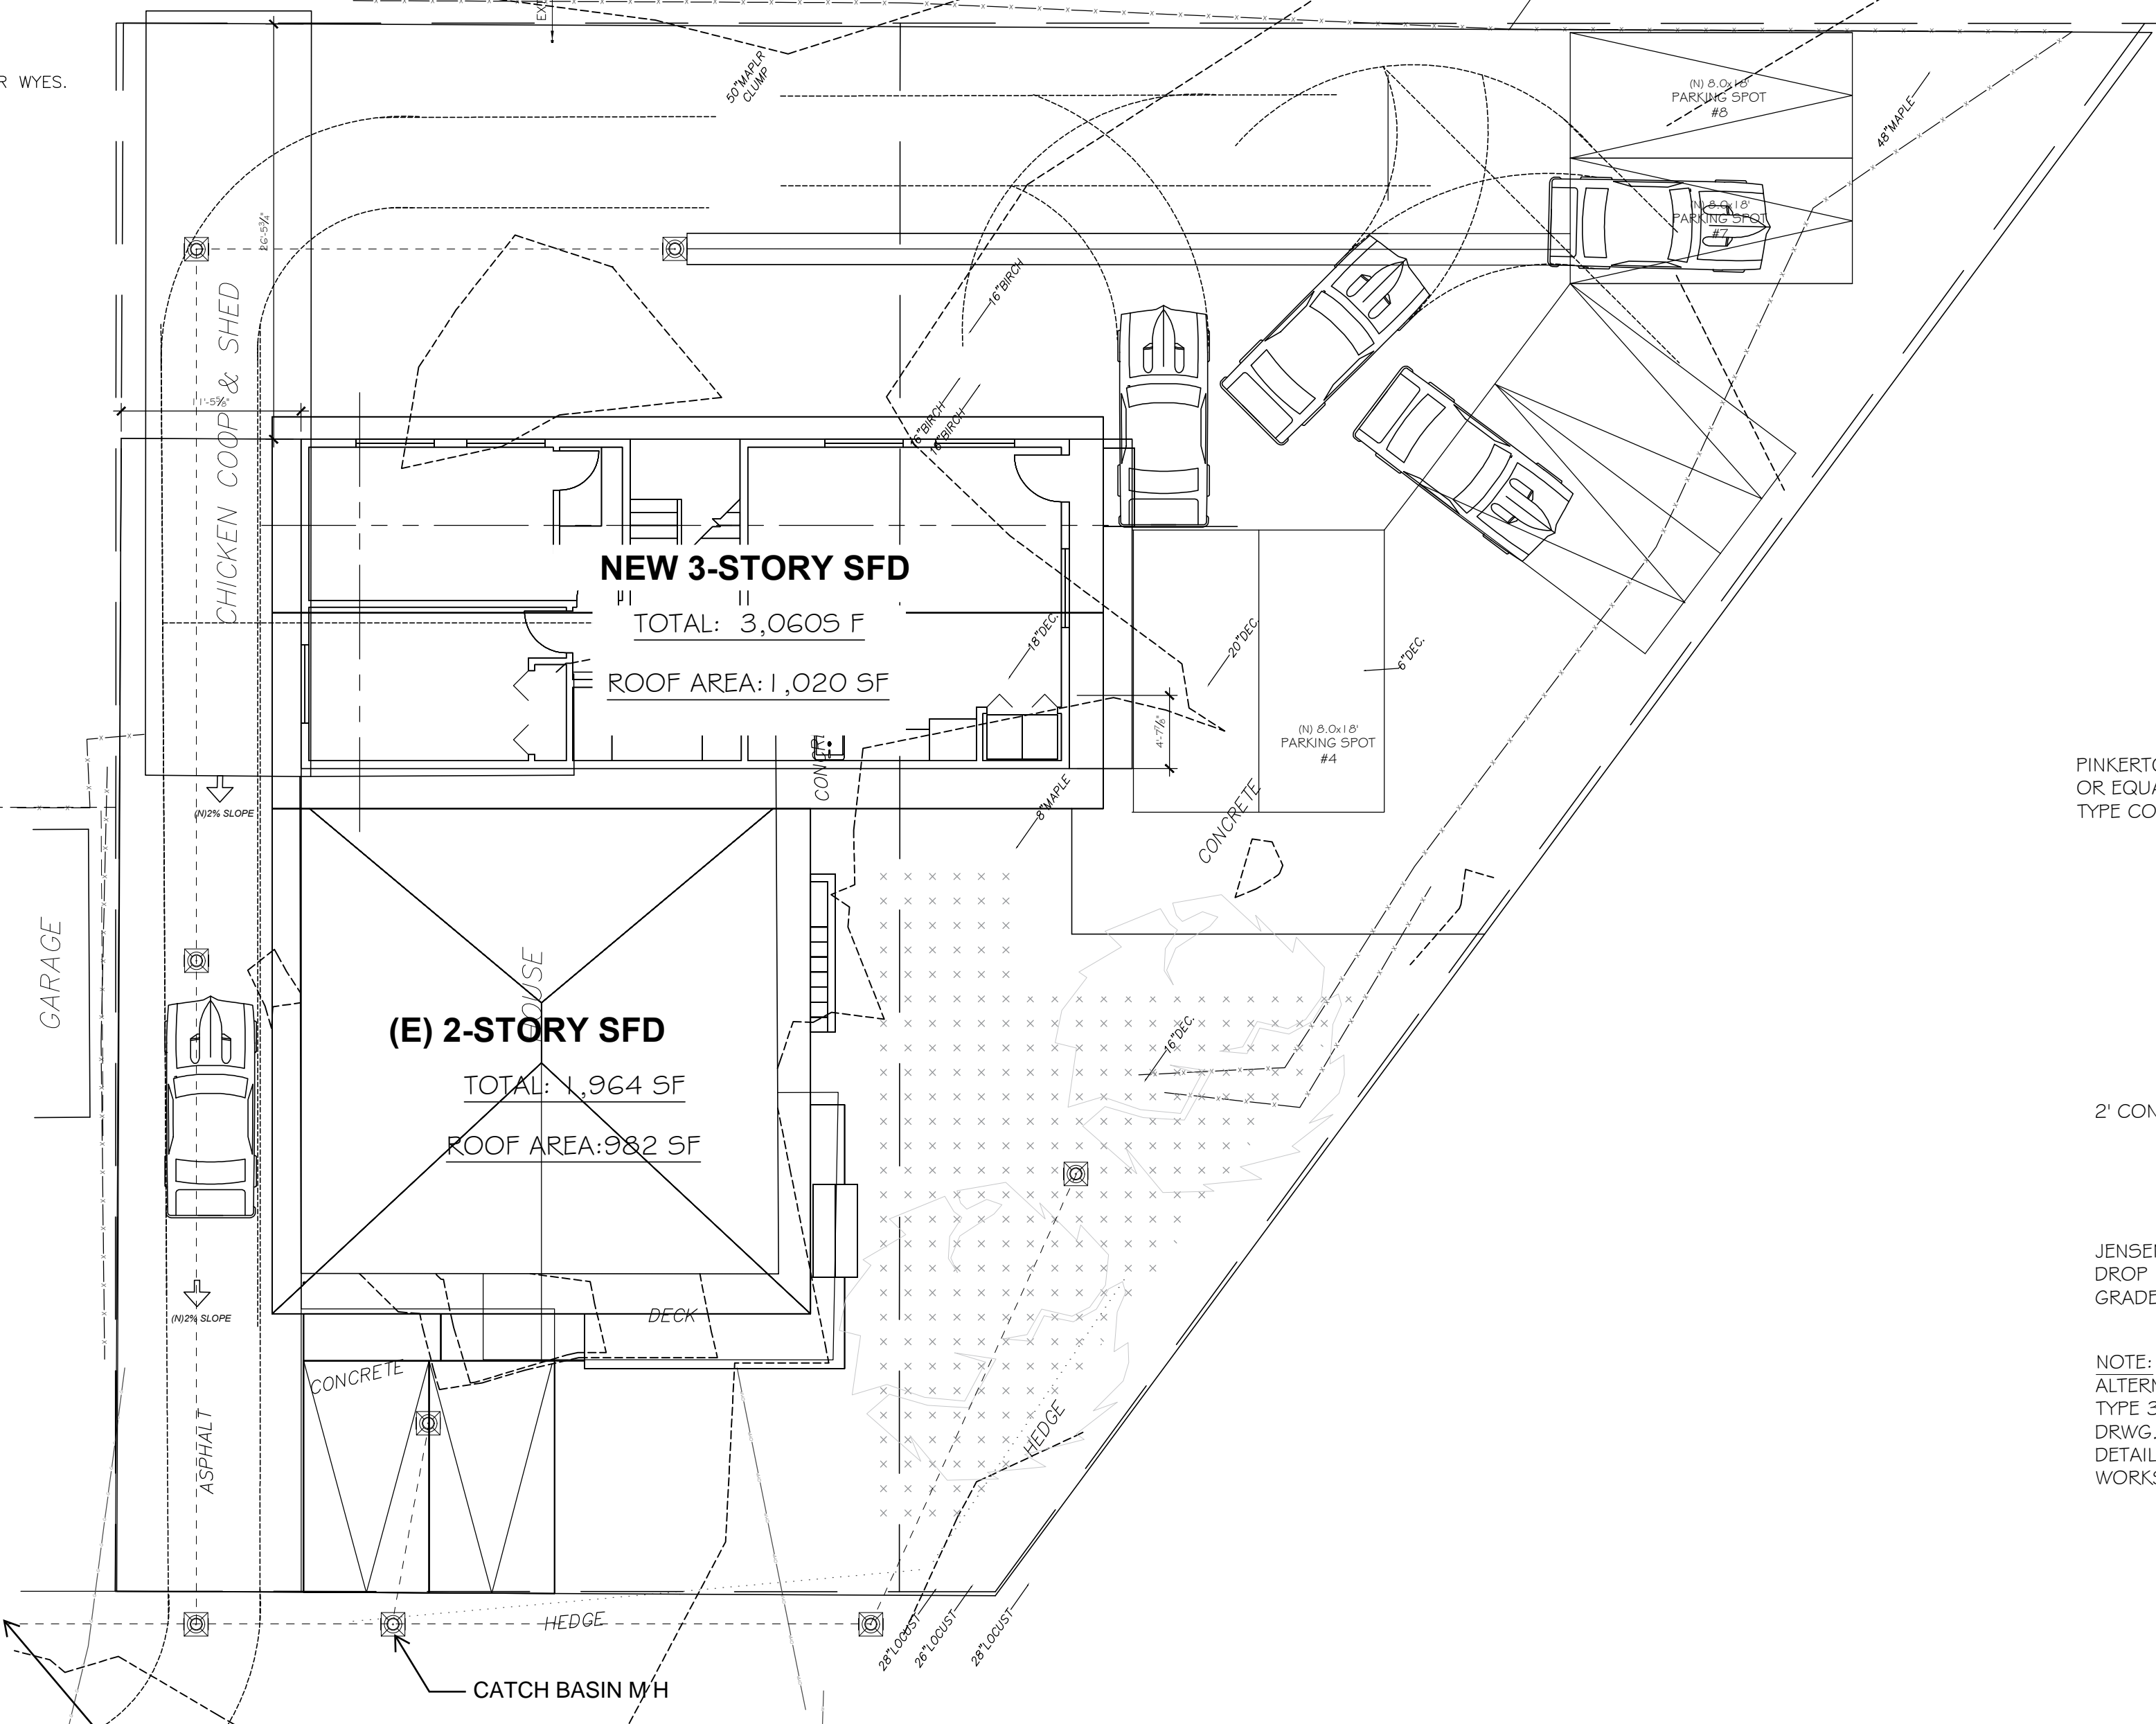 R WYES.
EX
50"MAPLR
CLUMP
(N) 8.0x18'
PARKING SPOT
#8
48"MAPLE
(N) 8.0x18'
PARKING SPOT
#7
26'-5¾"
16"BIRCH
CHICKEN COOP & SHED
11'-5⅝"
16"BIRCH
16"BIRCH
NEW 3-STORY SFD
TOTAL: 3,060S F
ROOF AREA:1,020 SF
18"DEC.
20"DEC.
6"DEC.
4'-7⅞"
(N) 8.0x18'
PARKING SPOT
#4
CONCRETE
8"MAPLE
(N)2% SLOPE
PINKERTO
OR EQUA
TYPE CO
GARAGE
HOUSE
(E) 2-STORY SFD
TOTAL: 1,964 SF
ROOF AREA:982 SF
16"DEC.
2' CON
JENSE
DROP
GRADE
(N)2% SLOPE
DECK
CONCRETE
ASPHALT
HEDGE
NOTE:
ALTERN
TYPE 3
DRWG.
DETAIL
WORKS
HEDGE
28"LOCUST
26"LOCUST
28"LOCUST
CATCH BASIN M H